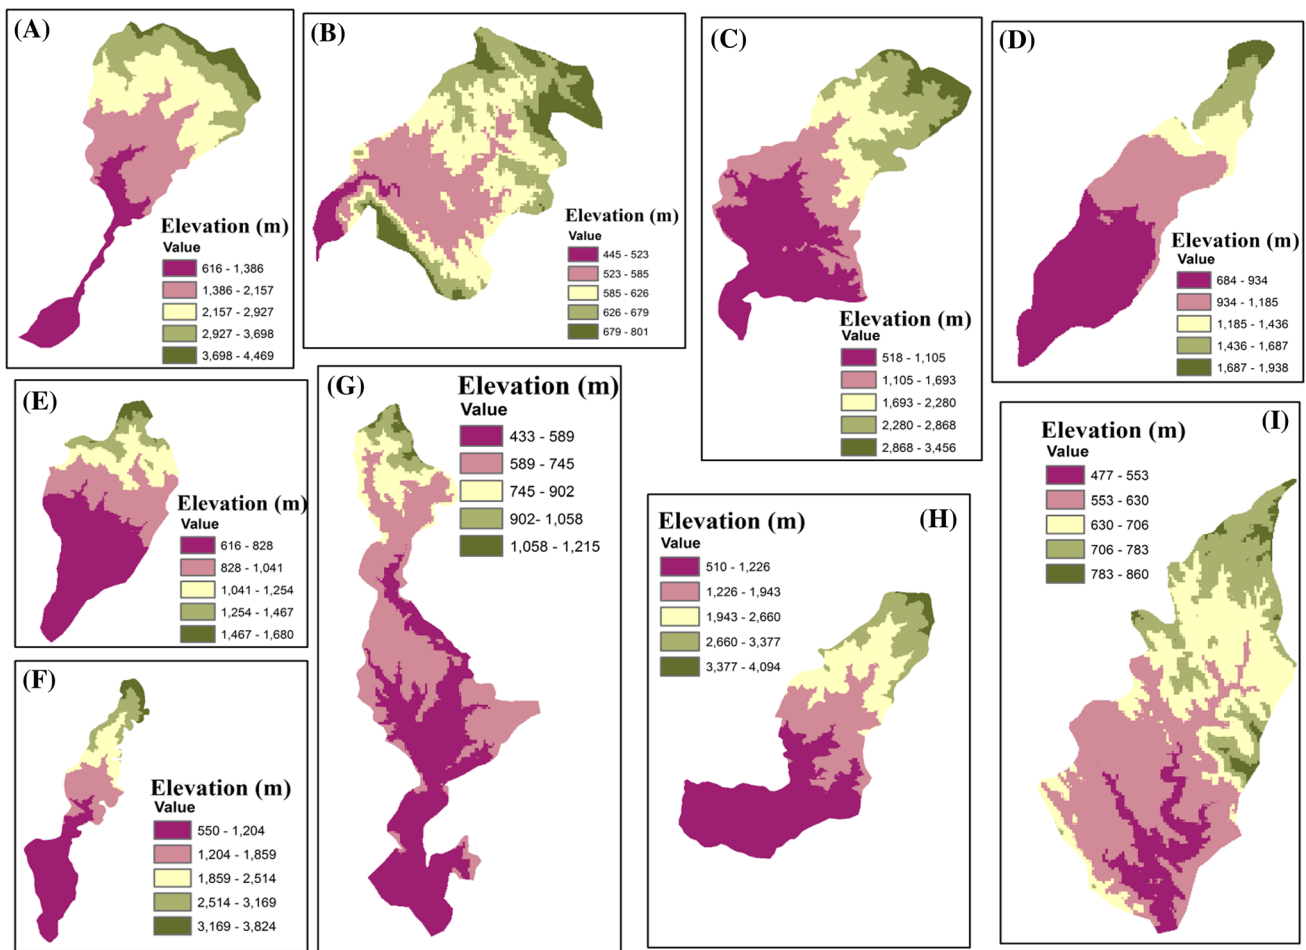 (A)
Elevation (m)
Value
616 - 1,386
1,386 - 2,157
2,157 - 2,927
2,927 - 3,698
3,698 - 4,469
(B)
Elevation (m)
Value
445 - 523
523 - 585
585 - 626
626 - 679
679 - 801
(C)
Elevation (m)
Value
518 - 1,105
1,105 - 1,693
1,693 - 2,280
2,280 - 2,868
2,868 - 3,456
(D)
Elevation (m)
Value
684 - 934
934 - 1,185
1,185 - 1,436
1,436 - 1,687
1,687 - 1,938
(E)
Elevation (m)
Value
616 - 828
828 - 1,041
1,041 - 1,254
1,254 - 1,467
1,467 - 1,680
(F)
Elevation (m)
Value
550 - 1,204
1,204 - 1,859
1,859 - 2,514
2,514 - 3,169
3,169 - 3,824
(G)
Elevation (m)
Value
433 - 589
589 - 745
745 - 902
902- 1,058
1,058 - 1,215
(H)
Elevation (m)
Value
510 - 1,226
1,226 - 1,943
1,943 - 2,660
2,660 - 3,377
3,377 - 4,094
(I)
Elevation (m)
Value
477 - 553
553 - 630
630 - 706
706 - 783
783 - 860